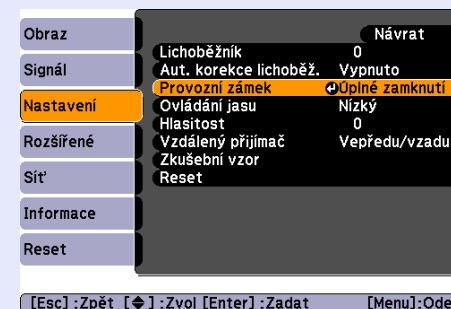 Obraz
Signál
Nastavení
Rozšířené
Síť
Informace
Reset
Návrat
Lichoběžník 0
Aut. korekce lichoběž. Vypnuto
Provozní zámek Úplné zamknutí
Ovládání jasu Nízký
Hlasitost 0
Vzdálený přijímač Vepředu/vzadu
Zkušební vzor
Reset
[Esc] :Zpět [ ] :Zvol [Enter] :Zadat [Menu]:Ode